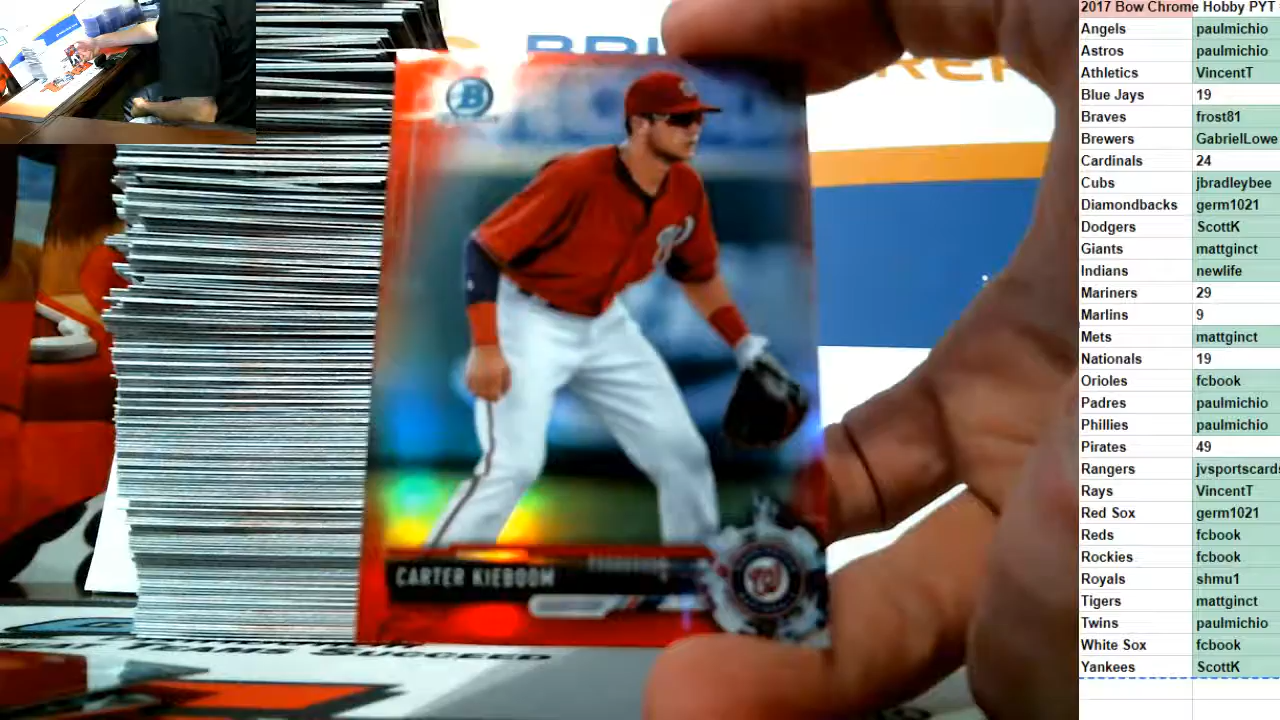 2017 Bow Chrome Hobby PYT
Angels paulmichio
Astros paulmichio
Athletics VincentT
Blue Jays 19
Braves frost81
Brewers GabrielLowe
Cardinals 24
Cubs jbradleybee
Diamondbacks germ1021
Dodgers ScottK
Giants mattginct
Indians newlife
Mariners 29
Marlins 9
Mets mattginct
Nationals 19
Orioles fcbook
Padres paulmichio
Phillies paulmichio
Pirates 49
Rangers jvsportscards
Rays VincentT
Red Sox germ1021
Reds fcbook
Rockies fcbook
Royals shmu1
Tigers mattginct
Twins paulmichio
White Sox fcbook
Yankees ScottK
B
CARTER KIEBOOM
W